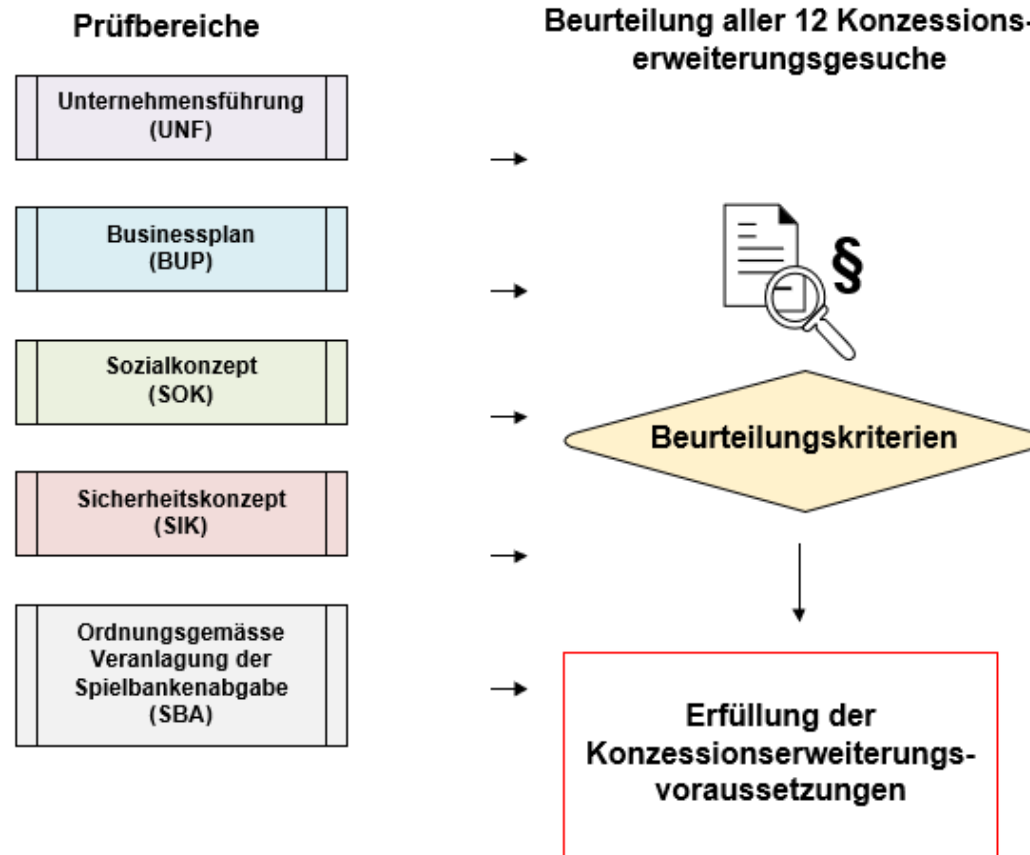 Prüfbereiche
Unternehmensführung
(UNF)
Businessplan
(BUP)
Sozialkonzept
(SOK)
Sicherheitskonzept
(SIK)
Ordnungsgemässe
Veranlagung der
Spielbankenabgabe
(SBA)
Beurteilung aller 12 Konzessions-
erweiterungsgesuche
§
Beurteilungskriterien
Erfüllung der
Konzessionserweiterungs-
voraussetzungen